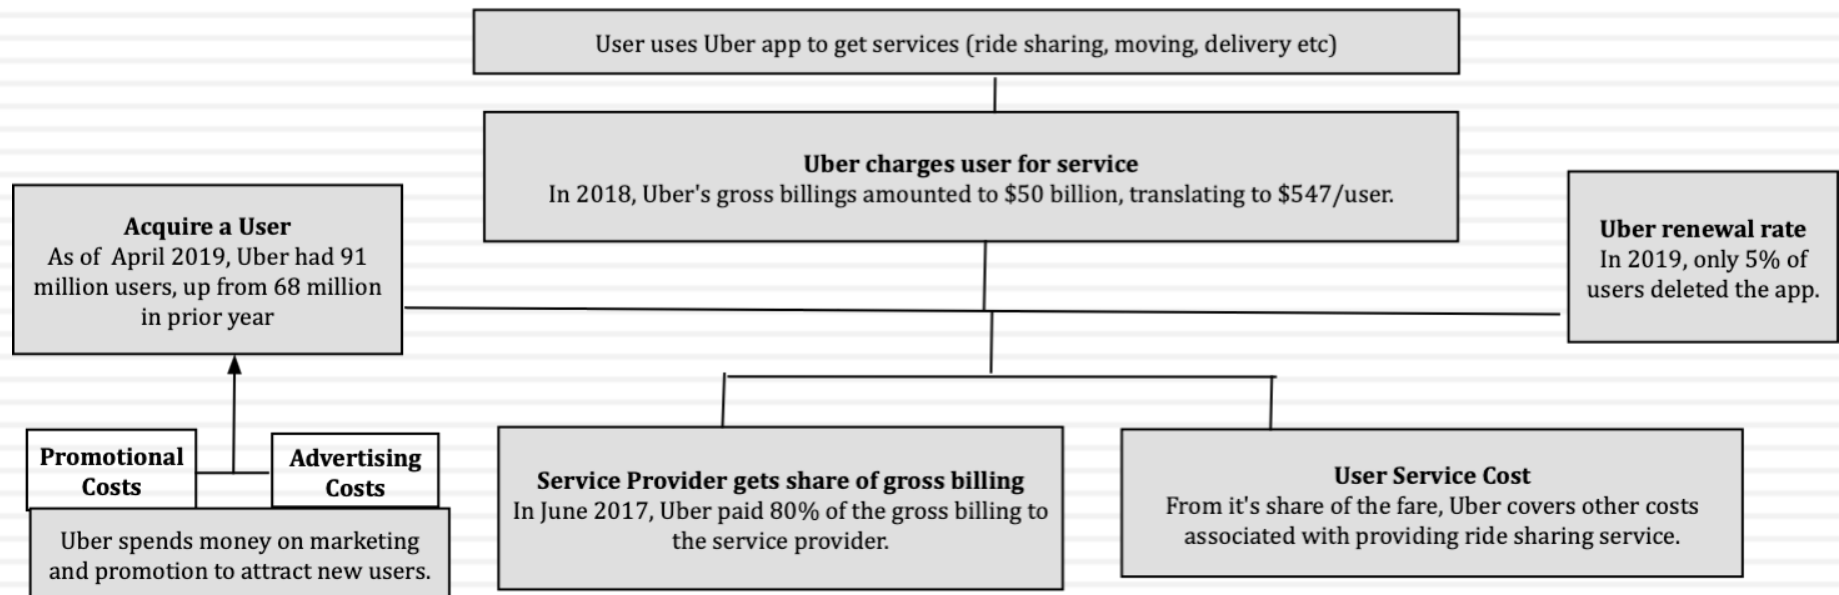 User uses Uber app to get services (ride sharing, moving, delivery etc)
Uber charges user for service
In 2018, Uber's gross billings amounted to $50 billion, translating to $547/user.
Acquire a User
As of  April 2019, Uber had 91
million users, up from 68 million
in prior year
Uber renewal rate
In 2019, only 5% of
users deleted the app.
Promotional
Costs
Advertising
Costs
Uber spends money on marketing
and promotion to attract new users.
Service Provider gets share of gross billing
In June 2017, Uber paid 80% of the gross billing to
the service provider.
User Service Cost
From it's share of the fare, Uber covers other costs
associated with providing ride sharing service.